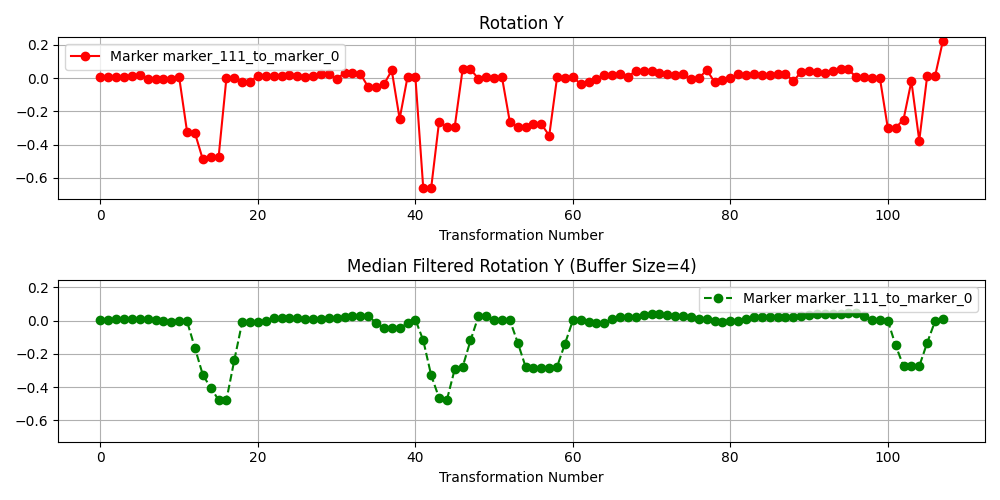 Rotation Y
0.2
0.0
−0.2
−0.4
−0.6
Marker marker_111_to_marker_0
0 20 40 60 80 100
Transformation Number
Median Filtered Rotation Y (Buffer Size=4)
0.2
0.0
−0.2
−0.4
−0.6
Marker marker_111_to_marker_0
0 20 40 60 80 100
Transformation Number